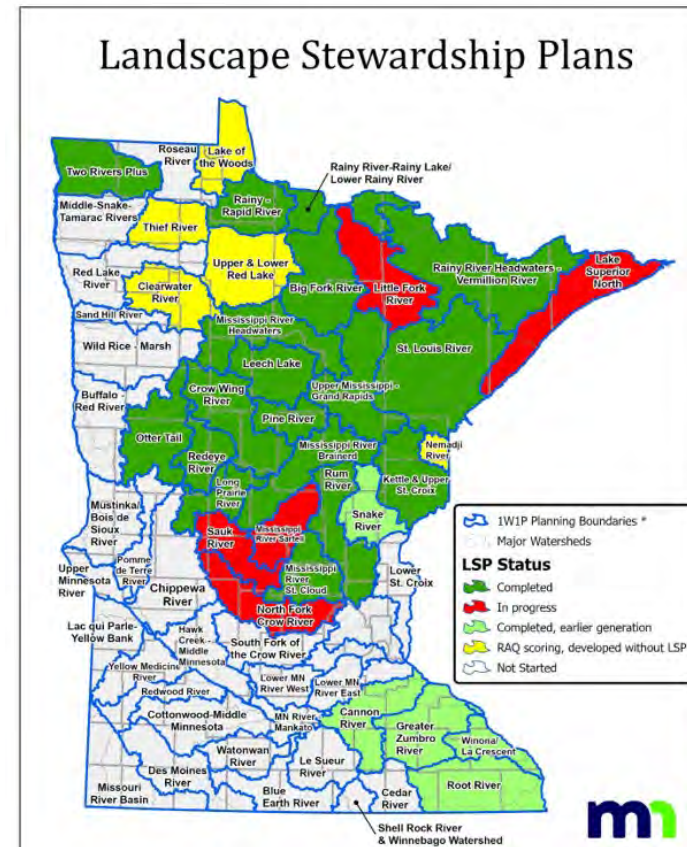 Landscape Stewardship Plans
Roseau
River
Lake of
the Woods
Rainy River-Rainy Lake/
Lower Rainy River
Two Rivers Plus
Rainy -
Rapid River
Middle-Snake-
Tamarac Rivers
Thief River
Upper & Lower
Red Lake
Lake
Superior
North
Red Lake
River
Clearwater
River
Big Fork River
Little Fork
River
Rainy River Headwaters -
Vermillion River
Sand Hill River
Mississippi River
Headwaters
Wild Rice - Marsh
St. Louis River
Leech Lake
Buffalo -
Red River
Crow Wing
River
Upper Mississippi -
Grand Rapids
Pine River
Otter Tail
Mississippi River
Brainerd
Nemadji
River
Redeye
River
Rum
River
Kettle & Upper
St. Croix
Long
Prairie
River
Snake
River
Mustinka/
Bois de
Sioux
River
Sauk
River
Mississippi
River Sartell
Pomme
de Terre
River
Upper
Minnesota
River
Mississippi
River
St. Cloud
Lower
St. Croix
Chippewa
River
North Fork
Crow River
Lac qui Parle-
Yellow Bank
Hawk
Creek -
Middle
Minnesota
South Fork of
the Crow River
Yellow Medicine
River
Lower MN
River West
Lower MN
River East
Redwood River
Cannon
River
Cottonwood-Middle
Minnesota
MN River
Mankato
Greater
Zumbro
River
Winona/
La Crescent
Watonwan
River
Le Sueur
River
Des Moines
River
Missouri
River Basin
Blue
Earth River
Cedar
River
Root River
Shell Rock River
& Winnebago Watershed
1W1P Planning Boundaries *
Major Watersheds
LSP Status
Completed
In progress
Completed, earlier generation
RAQ scoring, developed without LSP
Not Started
mn